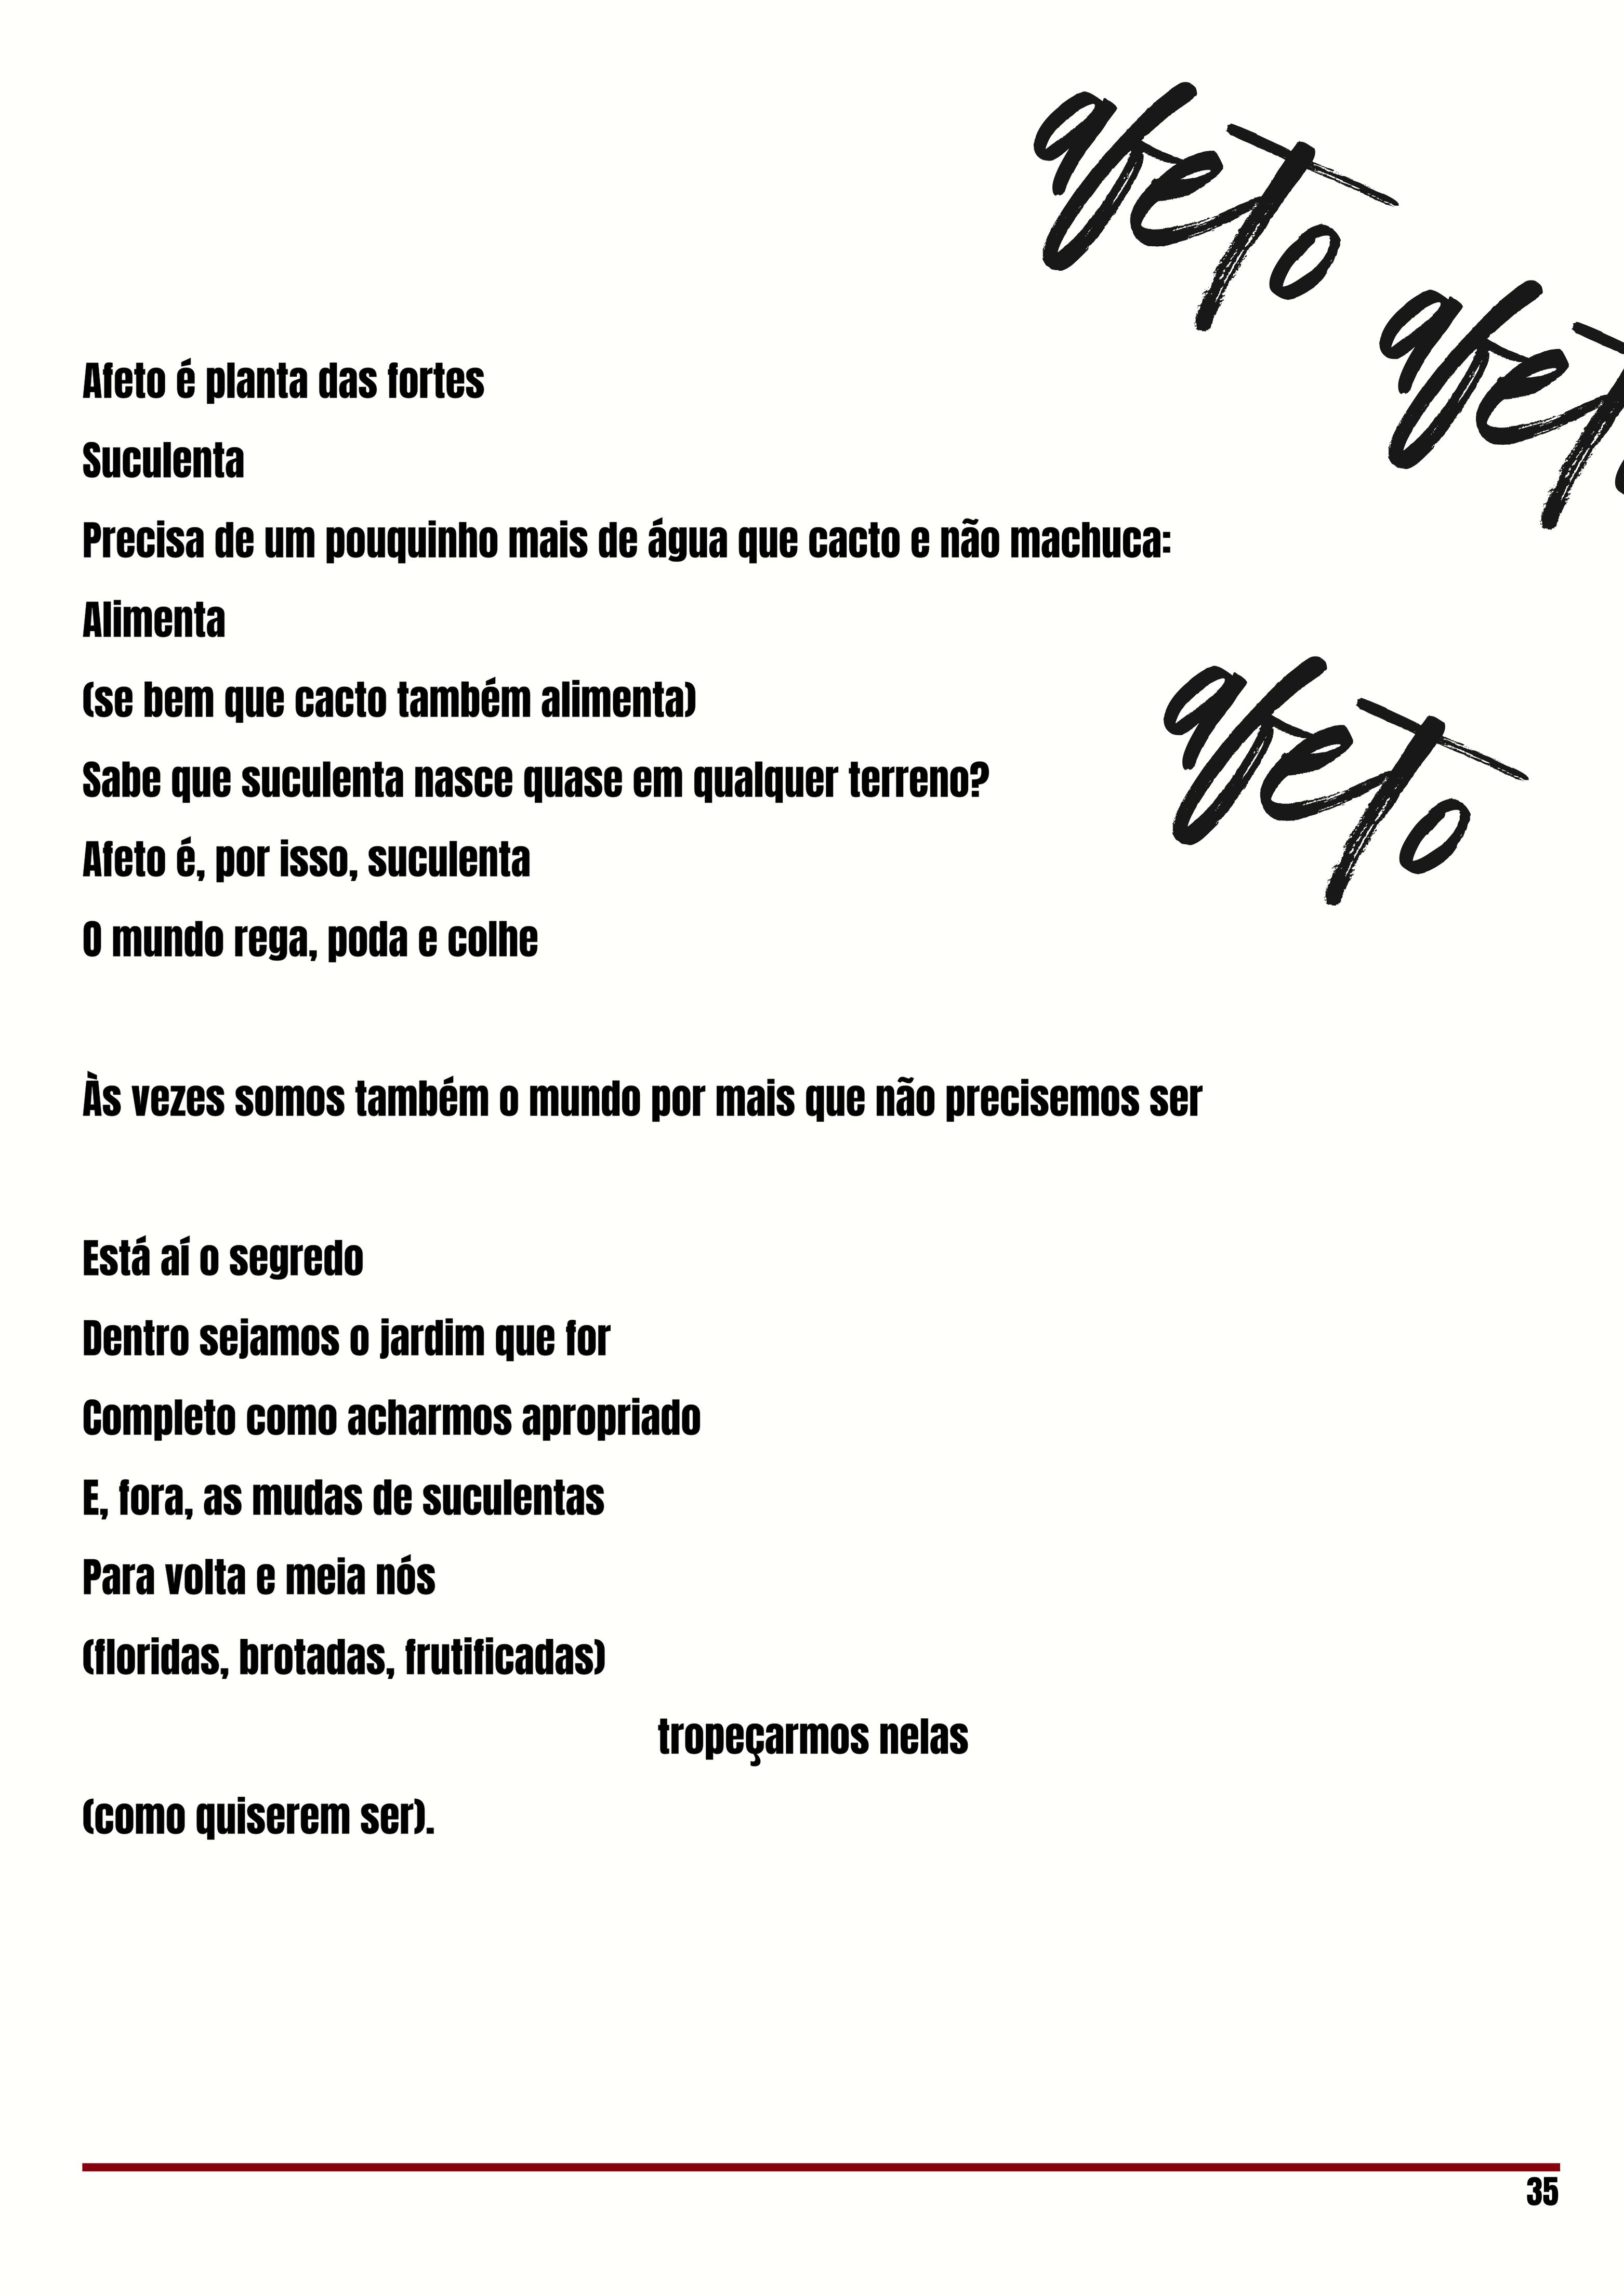 afeto
afeto
Afeto é planta das fortes
Suculenta
Precisa de um pouquinho mais de água que cacto e não machuca:
Alimenta
(se bem que cacto também alimenta)
afeto
Sabe que suculenta nasce quase em qualquer terreno?
Afeto é, por isso, suculenta
O mundo rega, poda e colhe
Às vezes somos também o mundo por mais que não precisemos ser
Está aí o segredo
Dentro sejamos o jardim que for
Completo como acharmos apropriado
E, fora, as mudas de suculentas
Para volta e meia nós
(floridas, brotadas, frutificadas)
tropeçarmos nelas
(como quiserem ser).
35